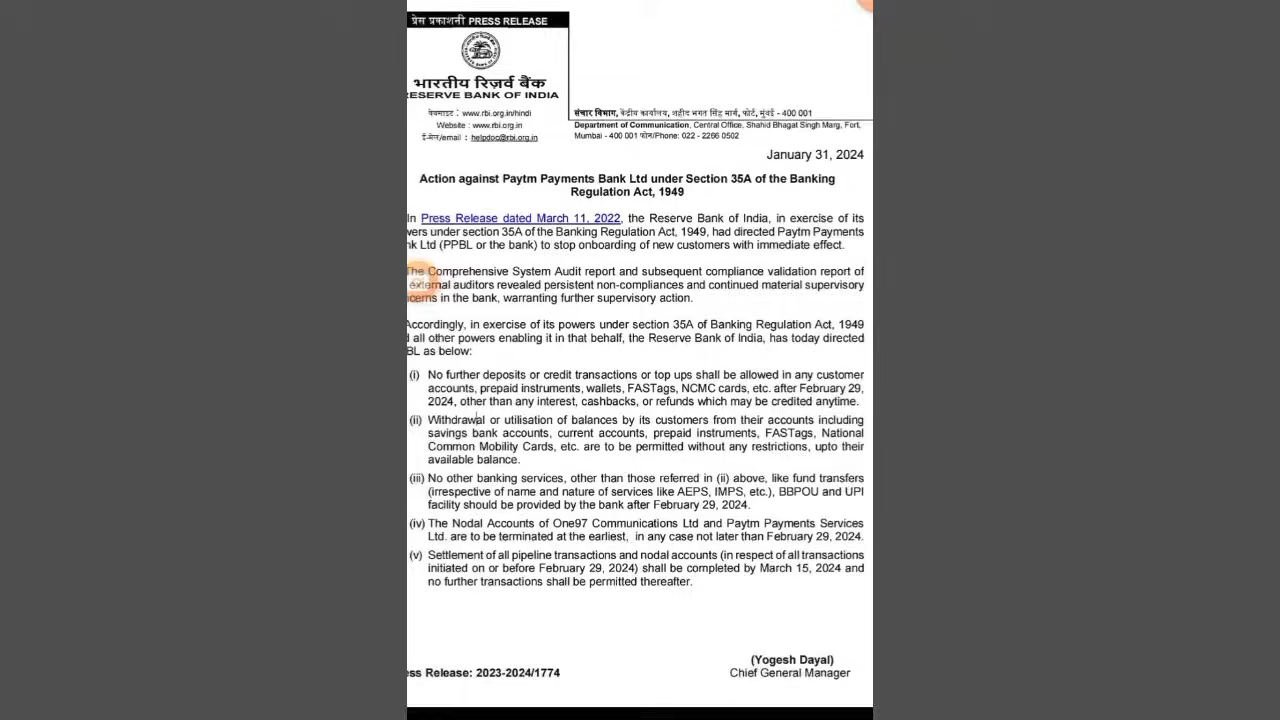 प्रेस प्रकाशनी PRESS RELEASE
भारतीय रिज़र्व बैंक
RESERVE BANK OF INDIA
वेबसाइट : www.rbi.org.in/hindi
Website : www.rbi.org.in
ई-मेल/email : helpdoc@rbi.org.in
संचार विभाग, केंद्रीय कार्यालय, शहीद भगत सिंह मार्ग, फोर्ट, मुंबई - 400 001
Department of Communication, Central Office, Shahid Bhagat Singh Marg, Fort,
Mumbai - 400 001 फोन/Phone: 022 - 2266 0502
January 31, 2024
Action against Paytm Payments Bank Ltd under Section 35A of the Banking
Regulation Act, 1949
In Press Release dated March 11, 2022, the Reserve Bank of India, in exercise of its
wers under section 35A of the Banking Regulation Act, 1949, had directed Paytm Payments
nk Ltd (PPBL or the bank) to stop onboarding of new customers with immediate effect.
The Comprehensive System Audit report and subsequent compliance validation report of
external auditors revealed persistent non-compliances and continued material supervisory
ncerns in the bank, warranting further supervisory action.
Accordingly, in exercise of its powers under section 35A of Banking Regulation Act, 1949
d all other powers enabling it in that behalf, the Reserve Bank of India, has today directed
BL as below:
(i) No further deposits or credit transactions or top ups shall be allowed in any customer
accounts, prepaid instruments, wallets, FASTags, NCMC cards, etc. after February 29,
2024, other than any interest, cashbacks, or refunds which may be credited anytime.
(ii) Withdrawal or utilisation of balances by its customers from their accounts including
savings bank accounts, current accounts, prepaid instruments, FASTags, National
Common Mobility Cards, etc. are to be permitted without any restrictions, upto their
available balance.
(iii) No other banking services, other than those referred in (ii) above, like fund transfers
(irrespective of name and nature of services like AEPS, IMPS, etc.), BBPOU and UPI
facility should be provided by the bank after February 29, 2024.
(iv) The Nodal Accounts of One97 Communications Ltd and Paytm Payments Services
Ltd. are to be terminated at the earliest, in any case not later than February 29, 2024.
(v) Settlement of all pipeline transactions and nodal accounts (in respect of all transactions
initiated on or before February 29, 2024) shall be completed by March 15, 2024 and
no further transactions shall be permitted thereafter.
(Yogesh Dayal)
ess Release: 2023-2024/1774 Chief General Manager